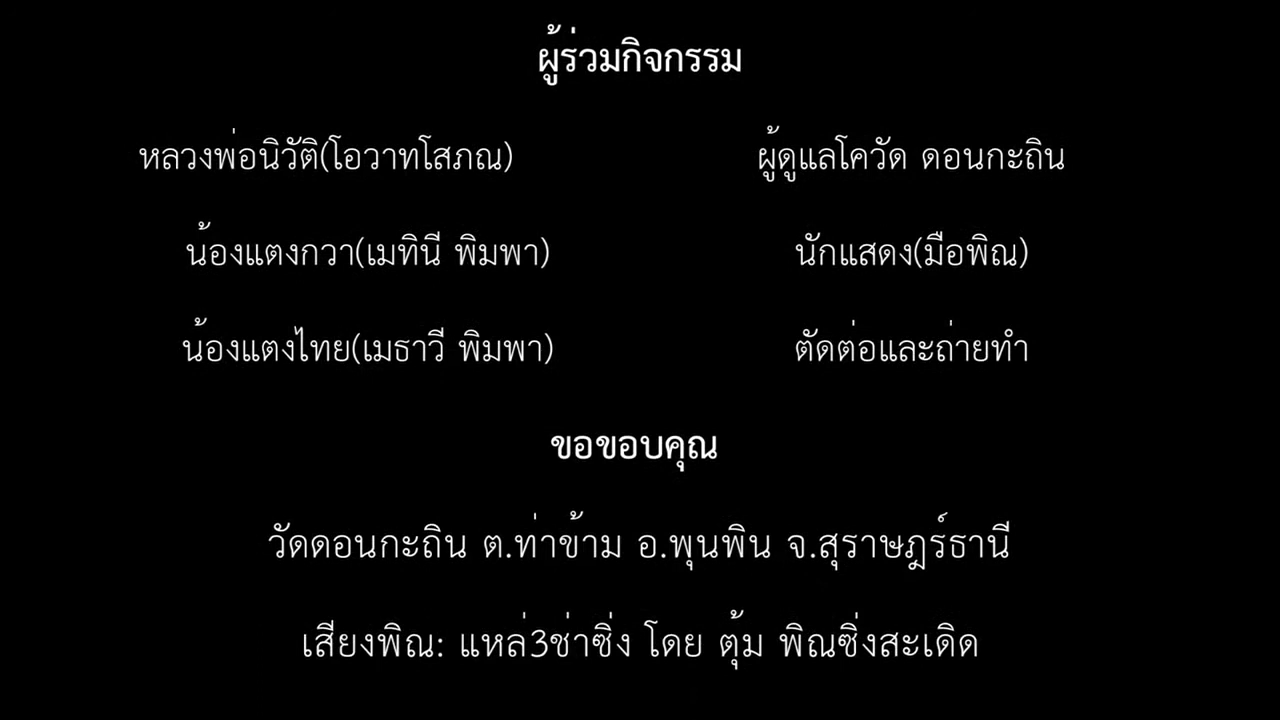 ผู้ร่วมกิจกรรม
หลวงพ่อนิวัติ(โอวาทโสภณ) ผู้ดูแลโควัด ดอนกะถิน
น้องแตงกวา(เมทินี พิมพา) นักแสดง(มือพิณ)
น้องแตงไทย(เมธาวี พิมพา) ตัดต่อและถ่ายทำ
ขอขอบคุณ
วัดดอนกะถิน ต.ท่าข้าม อ.พุนพิน จ.สุราษฎร์ธานี
เสียงพิณ: แหล่3ช่าซิ่ง โดย ตุ้ม พิณซิ่งสะเดิด